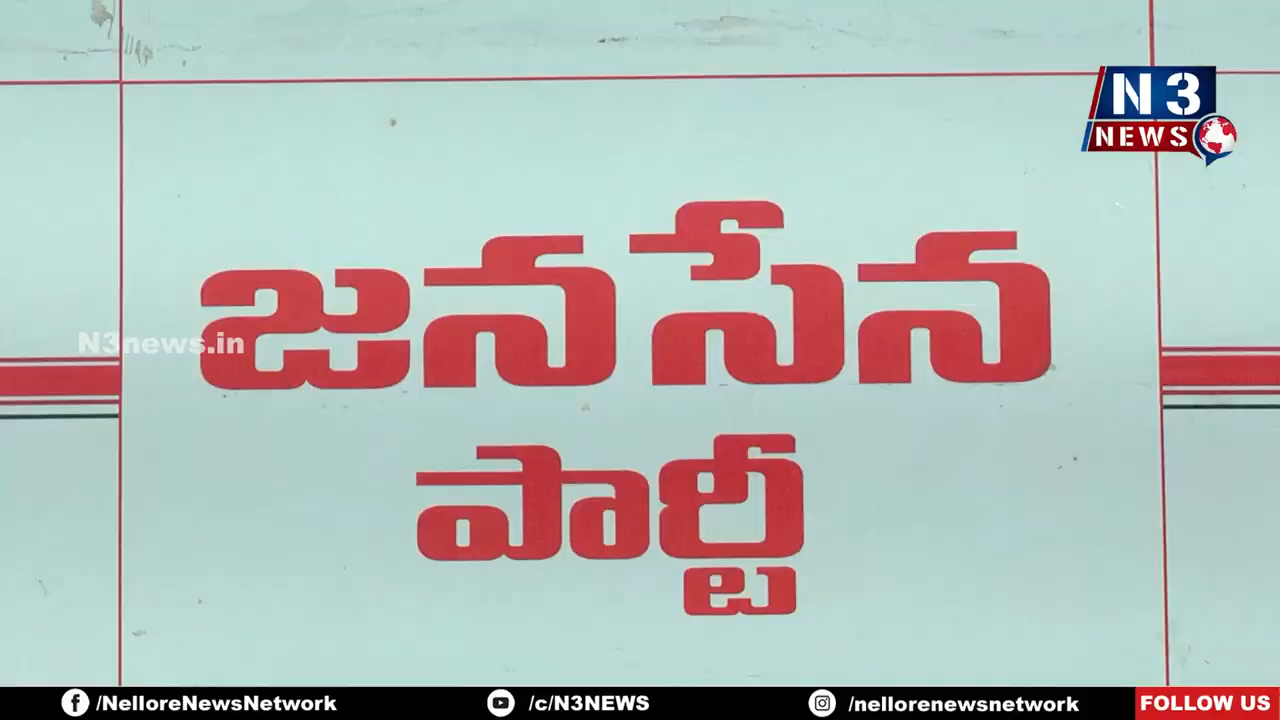 N3
NEWS
జనసేన
N3news.in
పార్టీ
/NelloreNewsNetwork
/c/N3NEWS
/nellorenewsnetwork
FOLLOW US